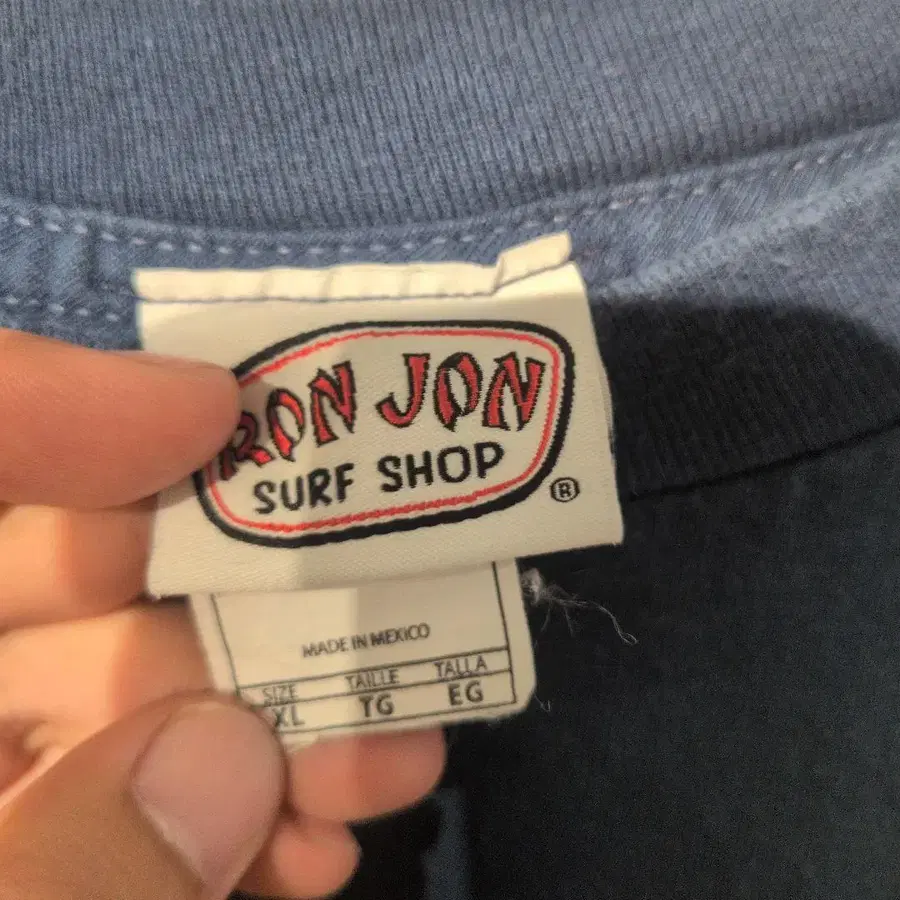 RON JON
SURF SHOP
®
MADE IN MEXICO
SIZE TAILLE TALLA
XL TG EG